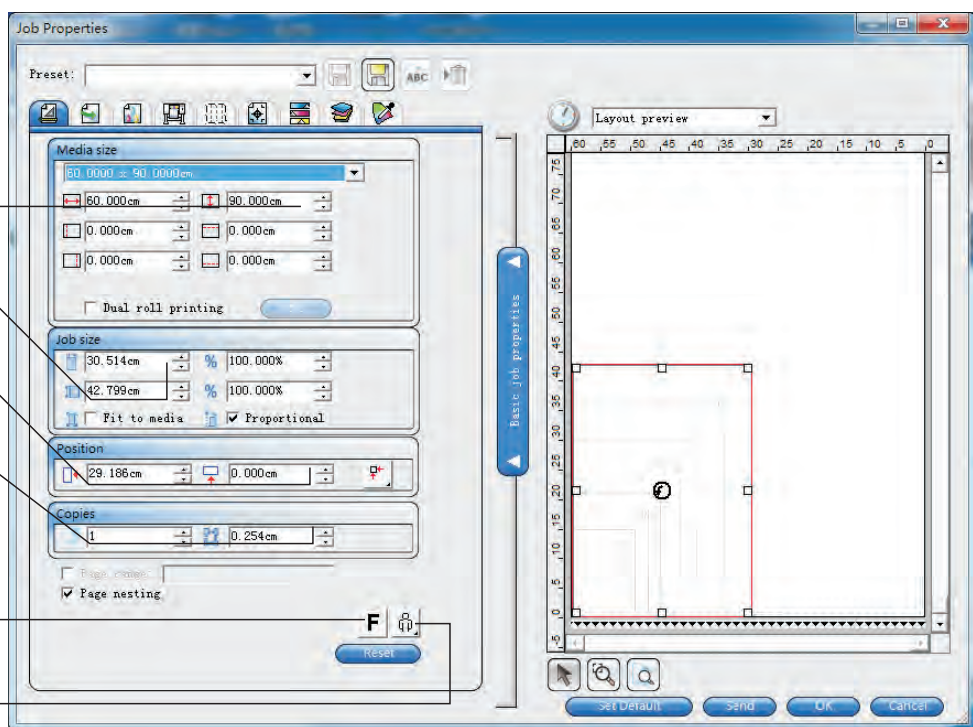 Job Properties
Preset:
ABC
Media size
60.0000 x 90.0000cm
60.000cm 90.000cm
0.000cm 0.000cm
0.000cm 0.000cm
Dual roll printing
Job size
30.514cm % 100.000%
42.799cm % 100.000%
Fit to media Proportional
Position
29.186cm 0.000cm
Copies
1 0.254cm
Page nesting
F
Reset
Basic job properties
Layout preview
60 55 50 45 40 35 30 25 20 15 10 5 0
75
70
65
60
55
50
45
40
35
30
25
20
15
10
5
0
-5
Set Default Send OK Cancel